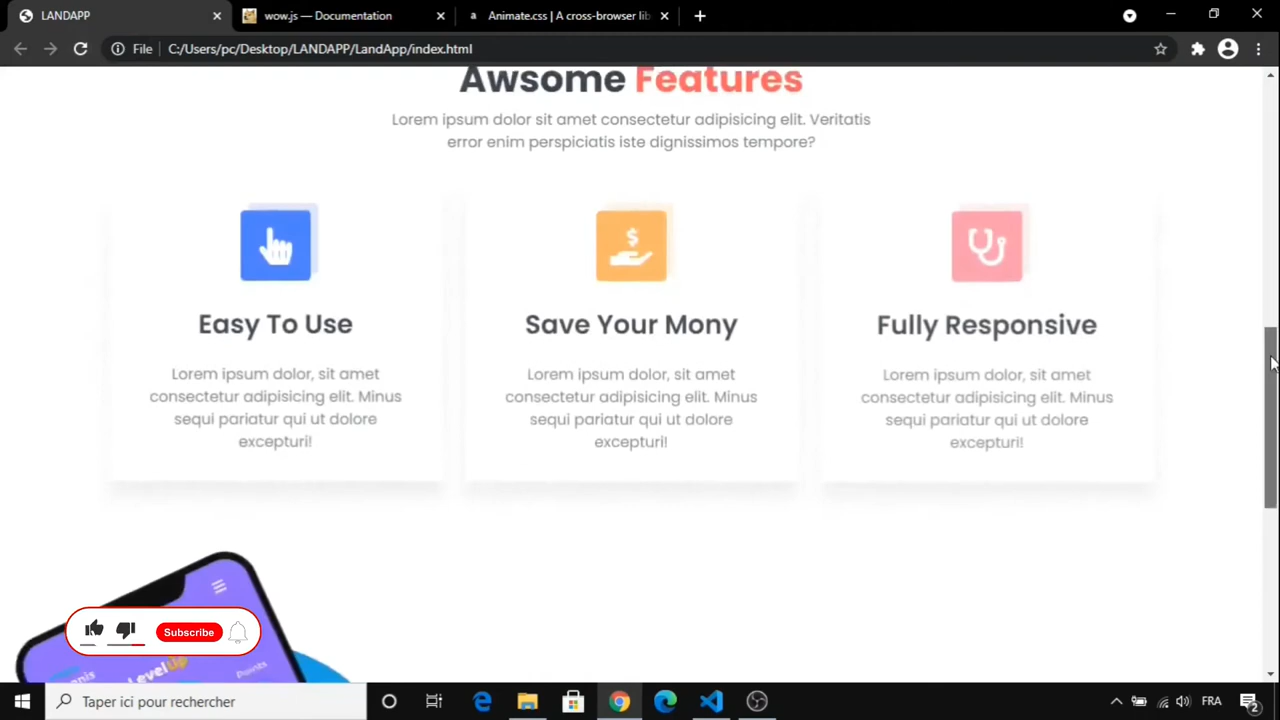 LANDAPP
wow.js — Documentation
a Animate.css | A cross-browser lib
File C:/Users/pc/Desktop/LANDAPP/LandApp/index.html
Awsome Features
Lorem ipsum dolor sit amet consectetur adipisicing elit. Veritatis
error enim perspiciatis iste dignissimos tempore?
Easy To Use
Lorem ipsum dolor, sit amet
consectetur adipisicing elit. Minus
sequi pariatur qui ut dolore
excepturi!
Save Your Mony
Lorem ipsum dolor, sit amet
consectetur adipisicing elit. Minus
sequi pariatur qui ut dolore
excepturi!
Fully Responsive
Lorem ipsum dolor, sit amet
consectetur adipisicing elit. Minus
sequi pariatur qui ut dolore
excepturi!
LevelUp
Points
Subscribe
Taper ici pour rechercher
FRA
2